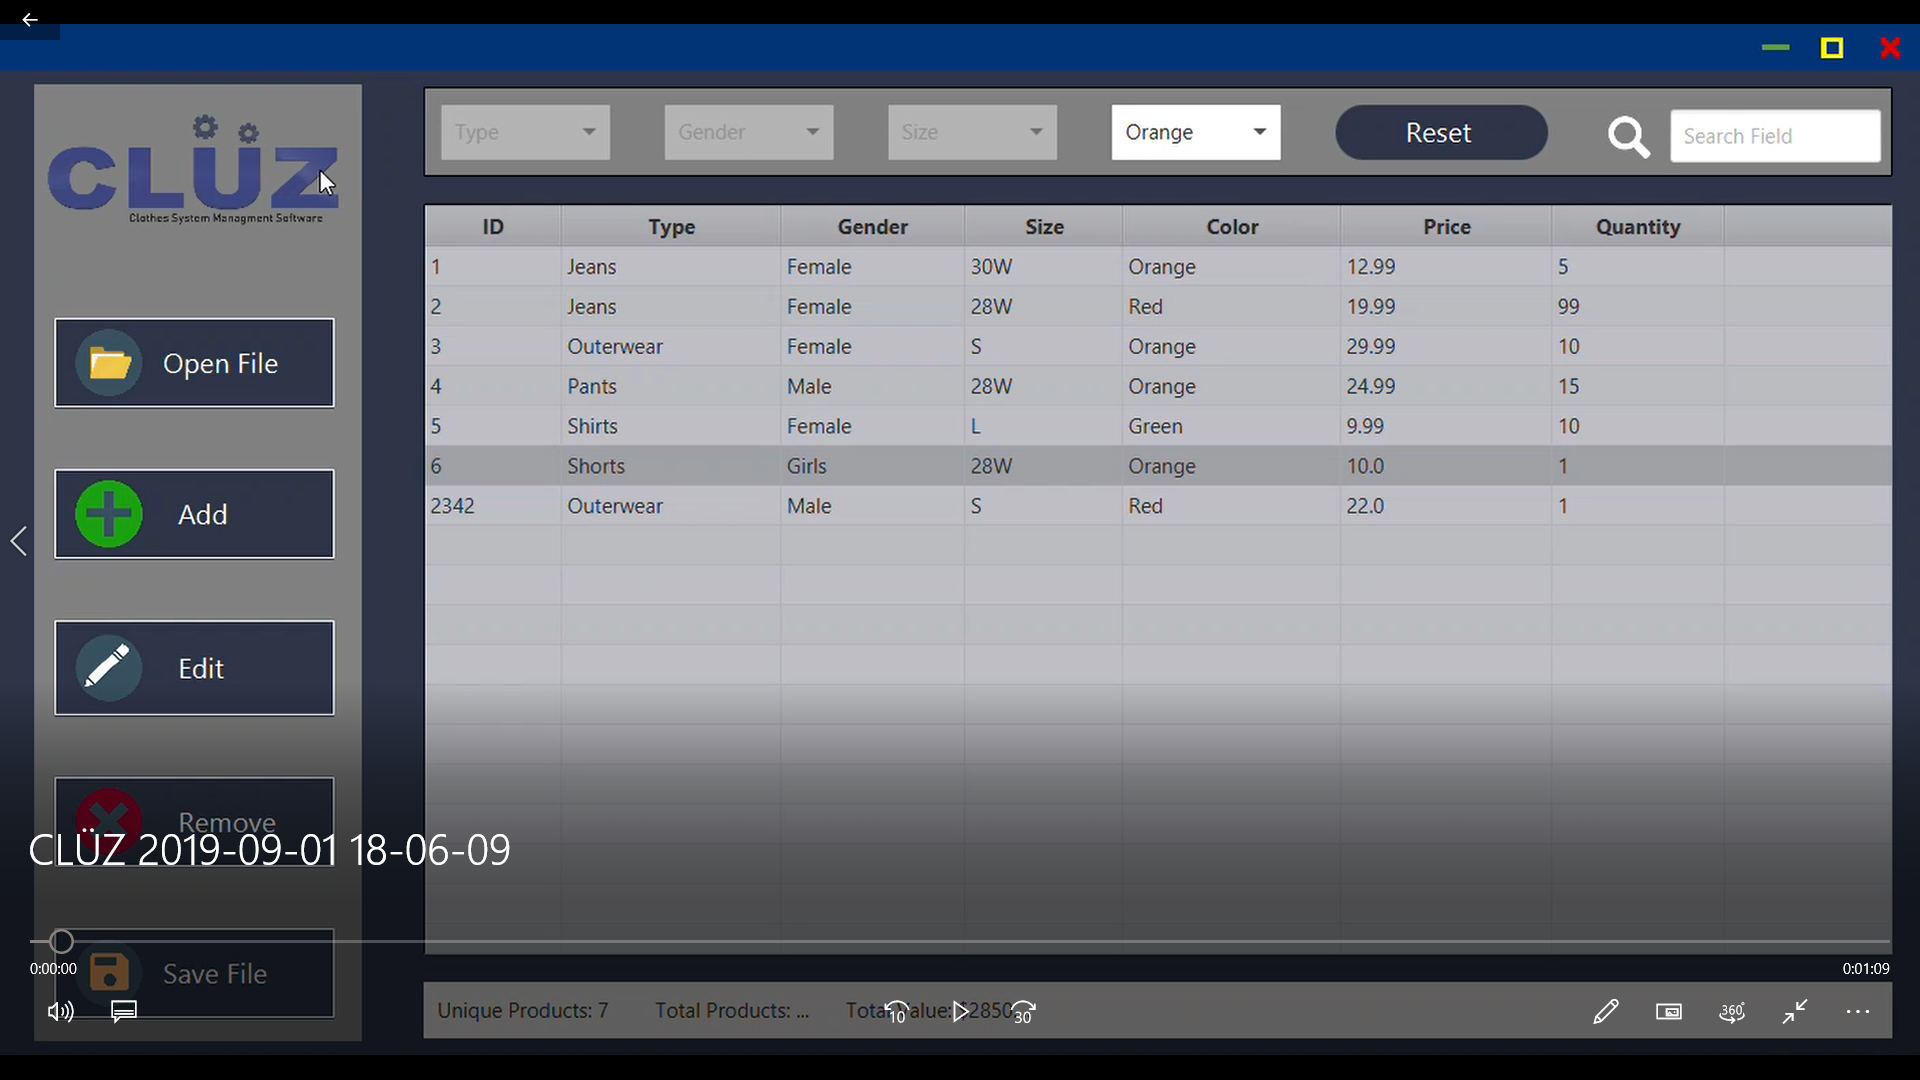 CLÜZ
Clothes System Managment Software
Type Gender Size Orange Reset Search Field
ID Type Gender Size Color Price Quantity
1 Jeans Female 30W Orange 12.99 5
2 Jeans Female 28W Red 19.99 99
3 Outerwear Female S Orange 29.99 10
4 Pants Male 28W Orange 24.99 15
5 Shirts Female L Green 9.99 10
6 Shorts Girls 28W Orange 10.0 1
2342 Outerwear Male S Red 22.0 1
Open File
Add
Edit
Remove
CLÜZ 2019-09-01 18-06-09
0:00:00 0:01:09
Save File
Unique Products: 7 Total Products: ... Total Value: $2850
10 30 360°